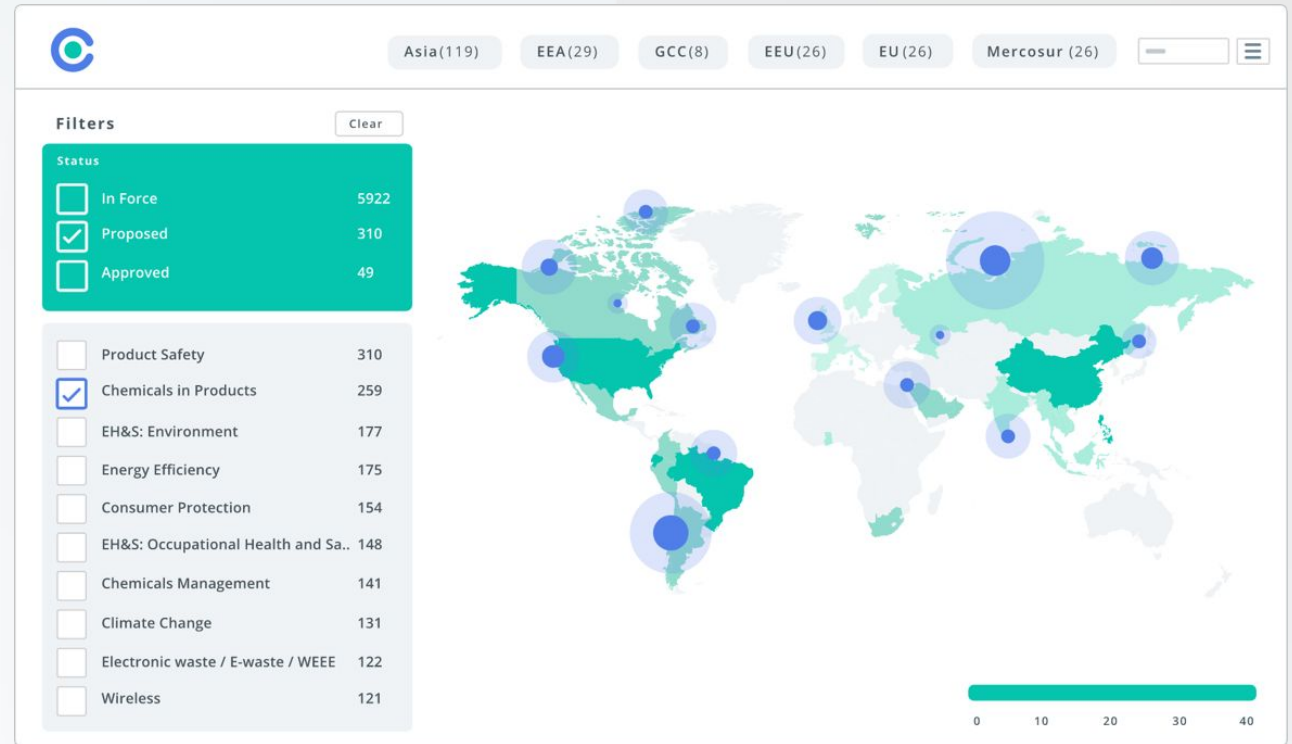 Asia(119) EEA(29) GCC(8) EEU(26) EU(26) Mercosur (26)
Filters Clear
Status
In Force 5922
Proposed 310
Approved 49
Product Safety 310
Chemicals in Products 259
EH&S: Environment 177
Energy Efficiency 175
Consumer Protection 154
EH&S: Occupational Health and Sa.. 148
Chemicals Management 141
Climate Change 131
Electronic waste / E-waste / WEEE 122
Wireless 121
0 10 20 30 40